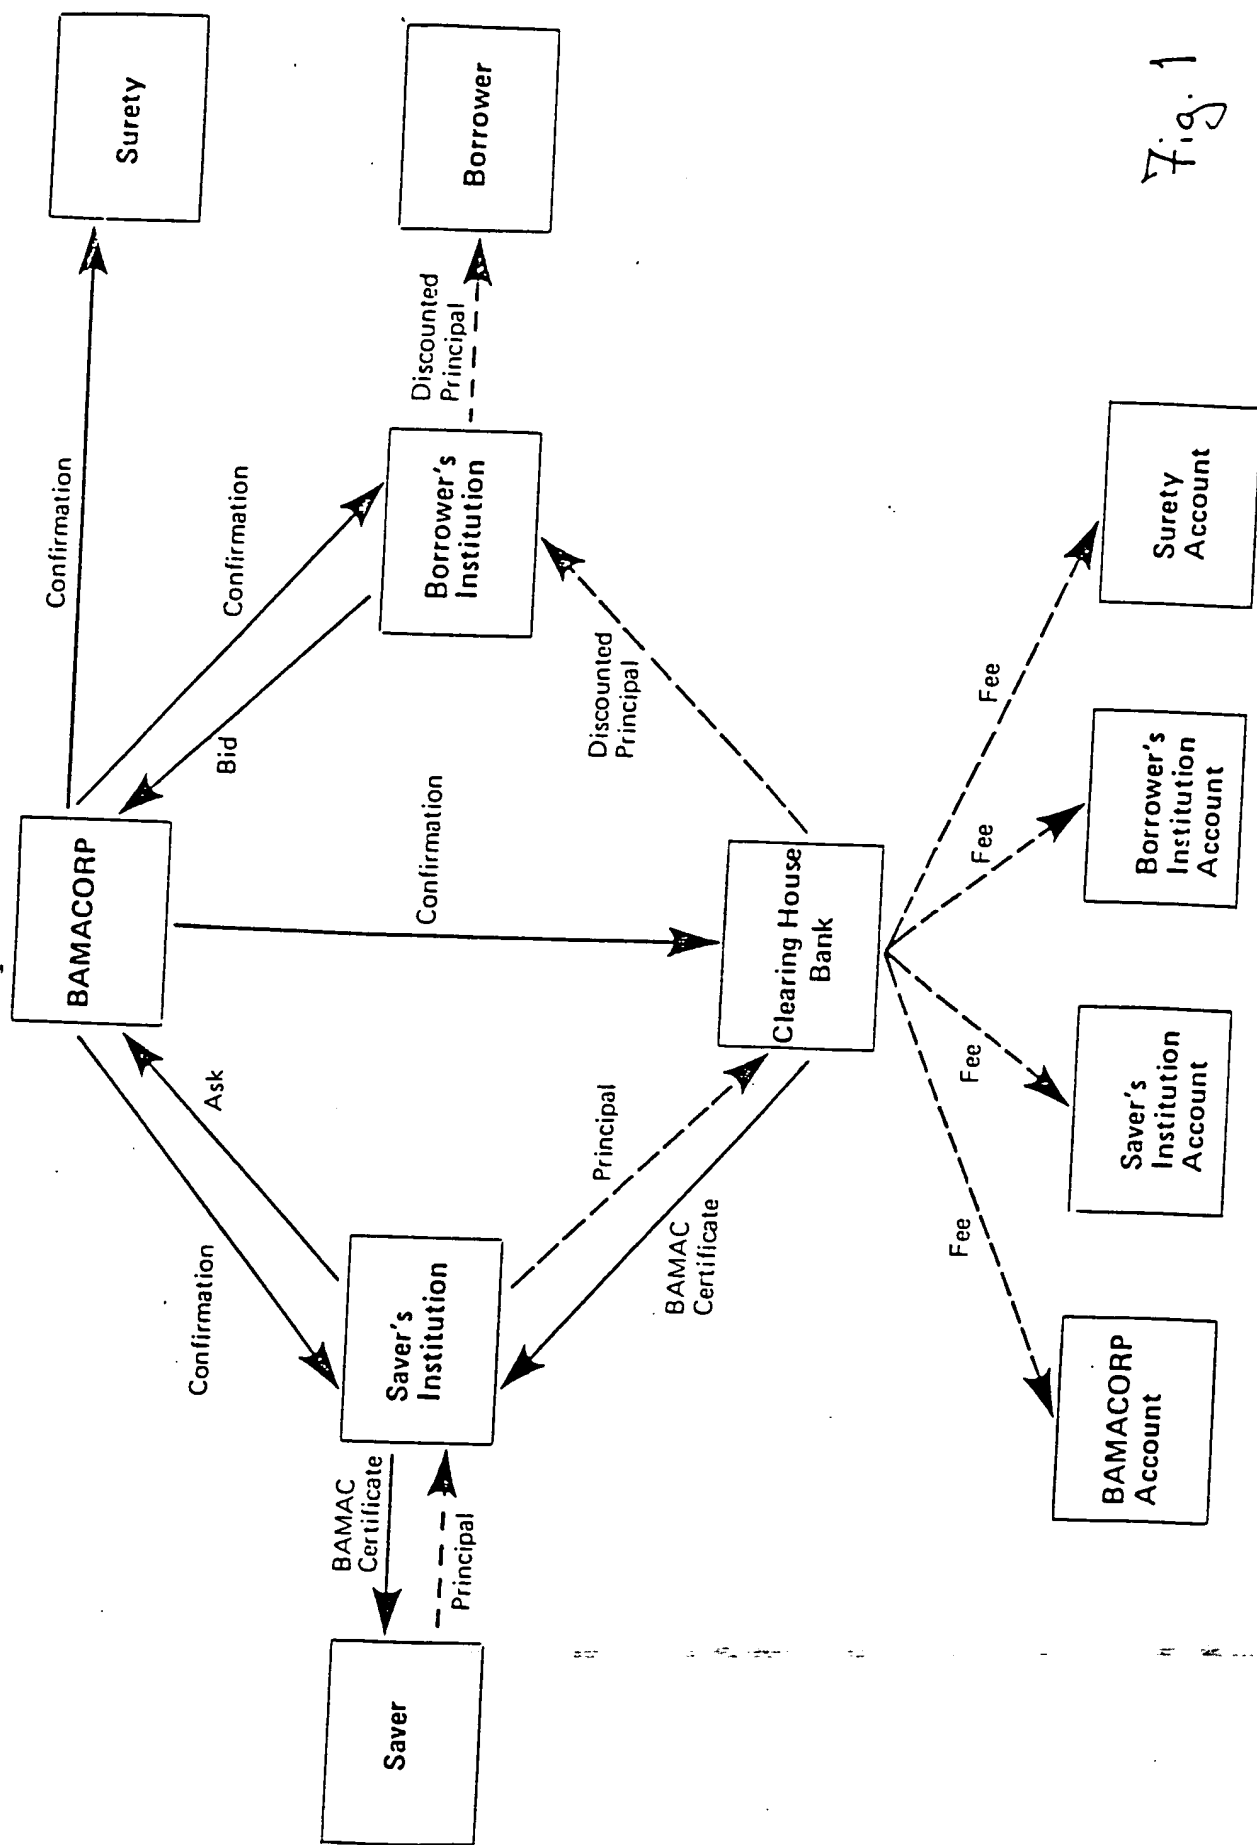 Surety
Confirmation
BAMACORP
Confirmation
Ask
Bid
Confirmation
BAMAC
Certificate
Saver
Principal
Saver's
Institution
Confirmation
Borrower's
Institution
Discounted
Principal
Borrower
Principal
BAMAC
Certificate
Discounted
Principal
Clearing House
Bank
Fee
Fee
Fee
Fee
BAMACORP
Account
Saver's
Institution
Account
Borrower's
Institution
Account
Surety
Account
Fig. 1